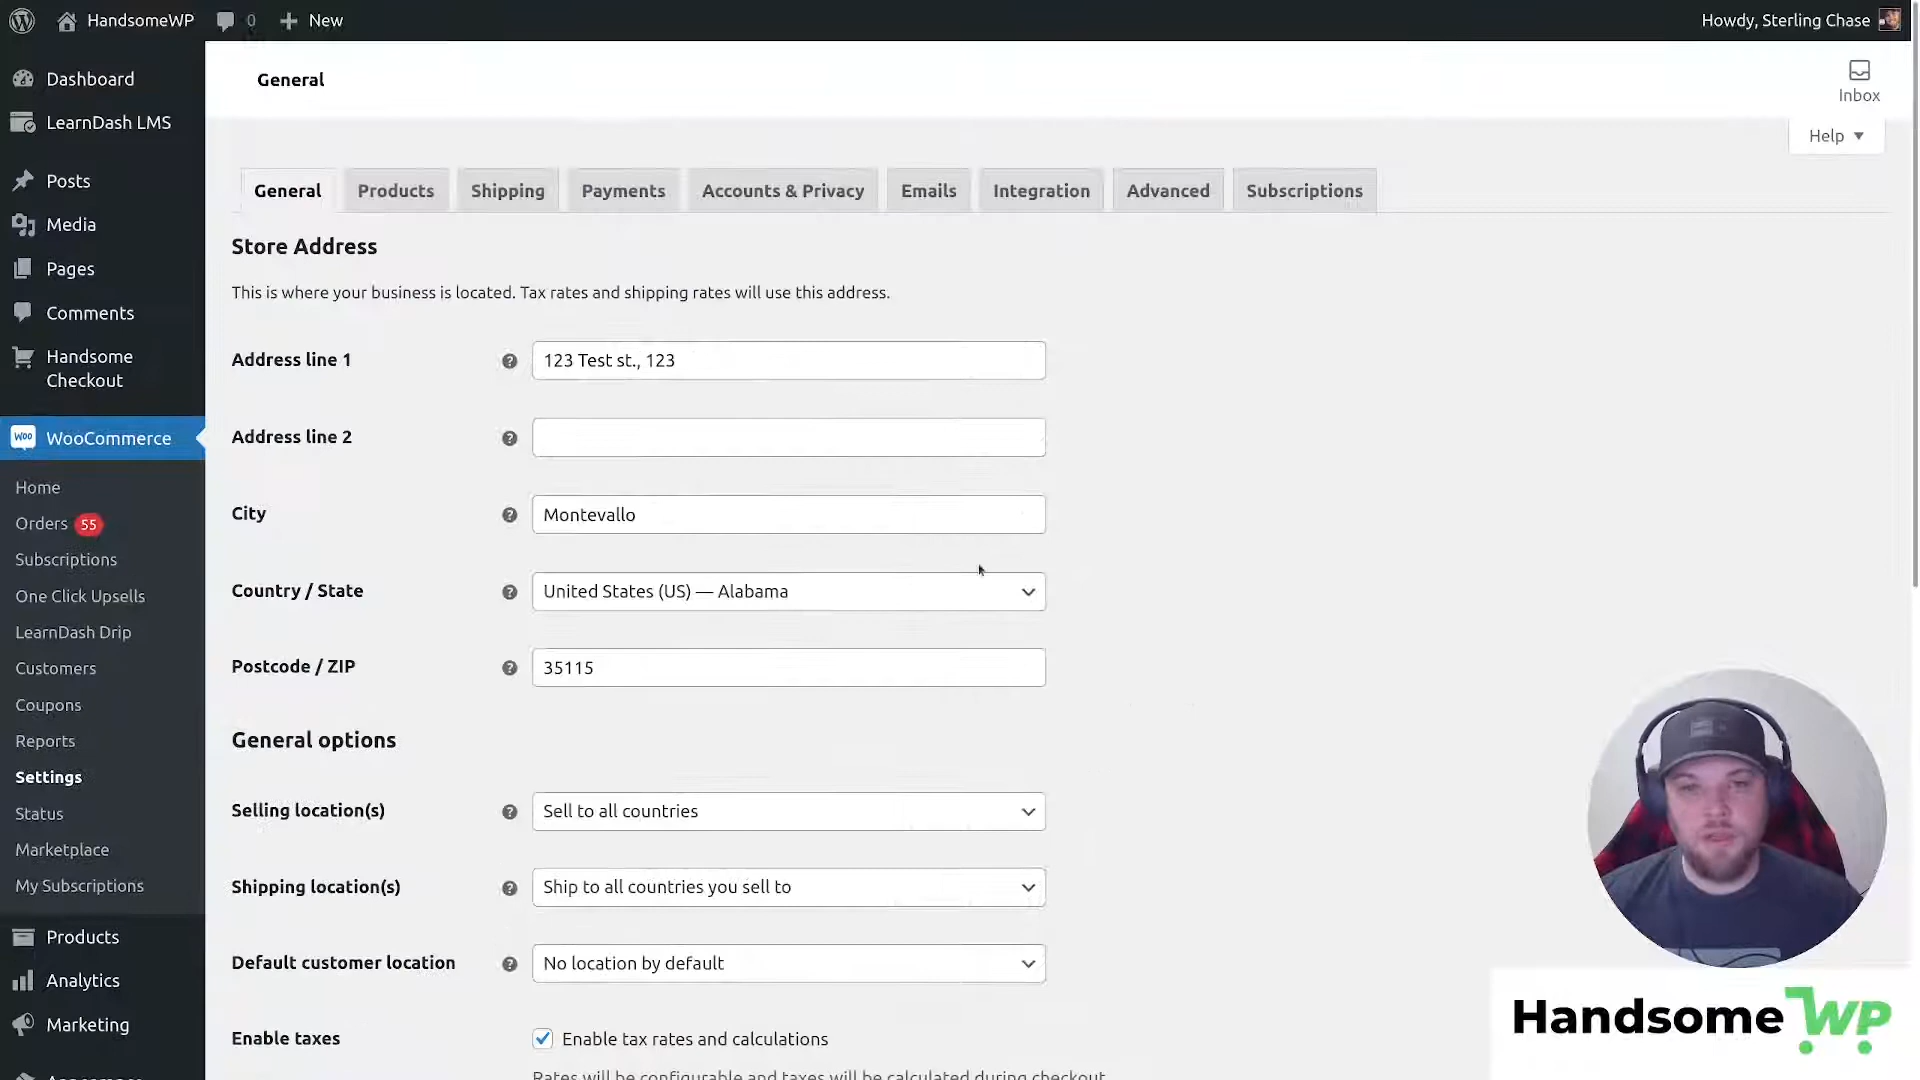 HandsomeWP
0
New
Howdy, Sterling Chase
Dashboard
LearnDash LMS
Posts
Media
Pages
Comments
Handsome
Checkout
WooCommerce
Home
Orders 55
Subscriptions
One Click Upsells
LearnDash Drip
Customers
Coupons
Reports
Settings
Status
Marketplace
My Subscriptions
Products
Analytics
Marketing
General
Inbox
Help
General
Products
Shipping
Payments
Accounts & Privacy
Emails
Integration
Advanced
Subscriptions
Store Address
This is where your business is located. Tax rates and shipping rates will use this address.
Address line 1
123 Test st., 123
Address line 2
City
Montevallo
Country / State
United States (US) — Alabama
Postcode / ZIP
35115
General options
Selling location(s)
Sell to all countries
Shipping location(s)
Ship to all countries you sell to
Default customer location
No location by default
Enable taxes
Enable tax rates and calculations
Rates will be configurable and taxes will be calculated during checkout.
HandsomeWP